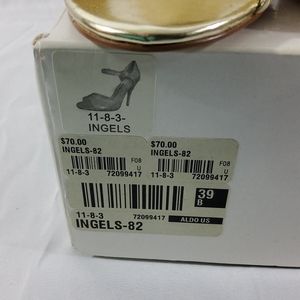 11-8-3-
INGELS
$70.00
INGELS-82
F08
U
11-8-3 72099417
$70.00
INGELS-82
F08
U
11-8-3 72099417
39
B
11-8-3 72099417 ALDO US
INGELS-82